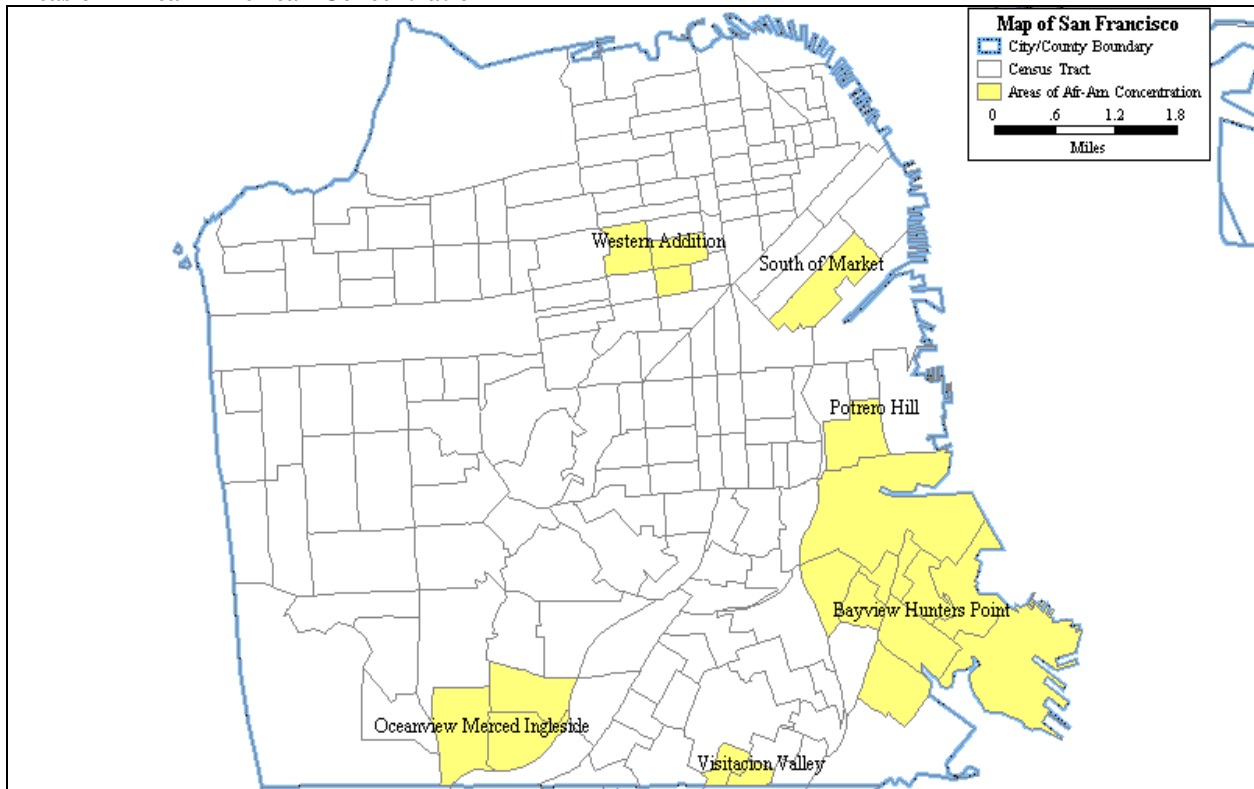 Map of San Francisco
City/County Boundary
Census Tract
Areas of Afr-Am Concentration
0 .6 1.2 1.8
Miles
Western Addition
South of Market
Potrero Hill
Bayview Hunters Point
Oceanview Merced Ingleside
Visitacion Valley